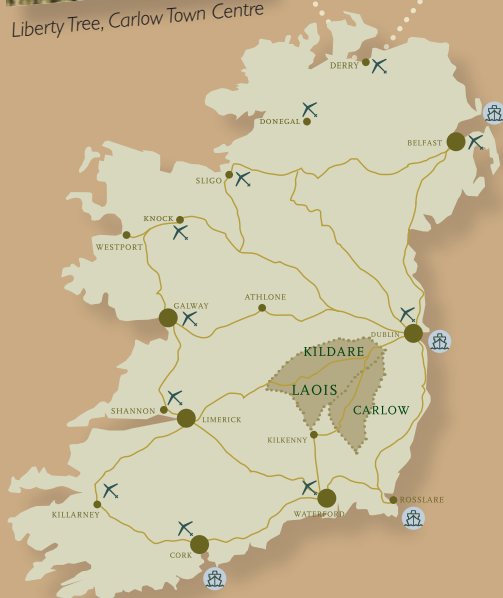 Liberty Tree, Carlow Town Centre
DERRY
DONEGAL
BELFAST
SLIGO
KNOCK
WESTPORT
ATHLONE
GALWAY
DUBLIN
KILDARE
LAOIS
CARLOW
SHANNON
LIMERICK
KILKENNY
ROSSLARE
WATERFORD
KILLARNEY
CORK